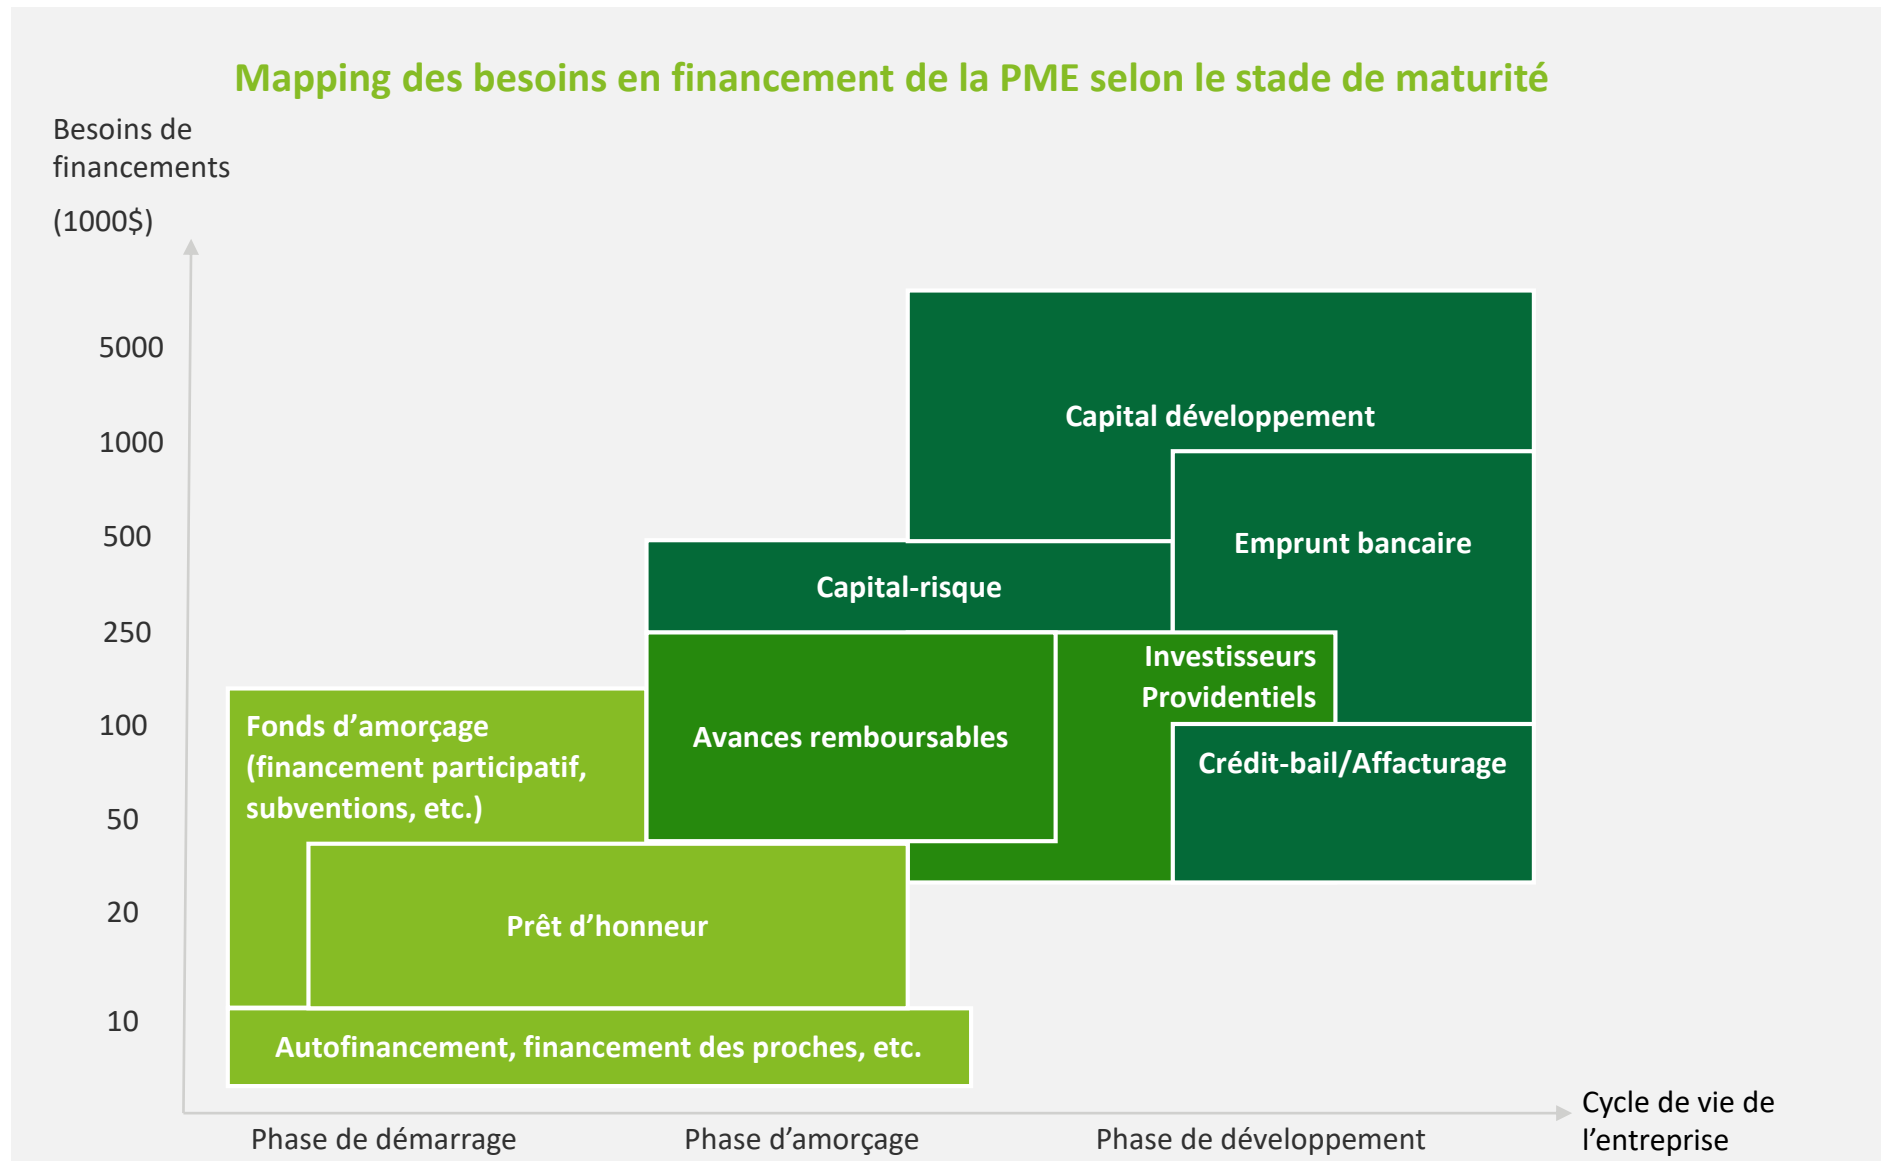 Mapping des besoins en financement de la PME selon le stade de maturité
Besoins de
financements
(1000$)
5000
1000
500
250
100
50
20
10
Capital développement
Emprunt bancaire
Capital-risque
Investisseurs
Providentiels
Avances remboursables
Fonds d’amorçage
(financement participatif,
subventions, etc.)
Crédit-bail/Affacturage
Prêt d’honneur
Autofinancement, financement des proches, etc.
Phase de démarrage
Phase d'amorçage
Phase de développement
Cycle de vie de
l’entreprise